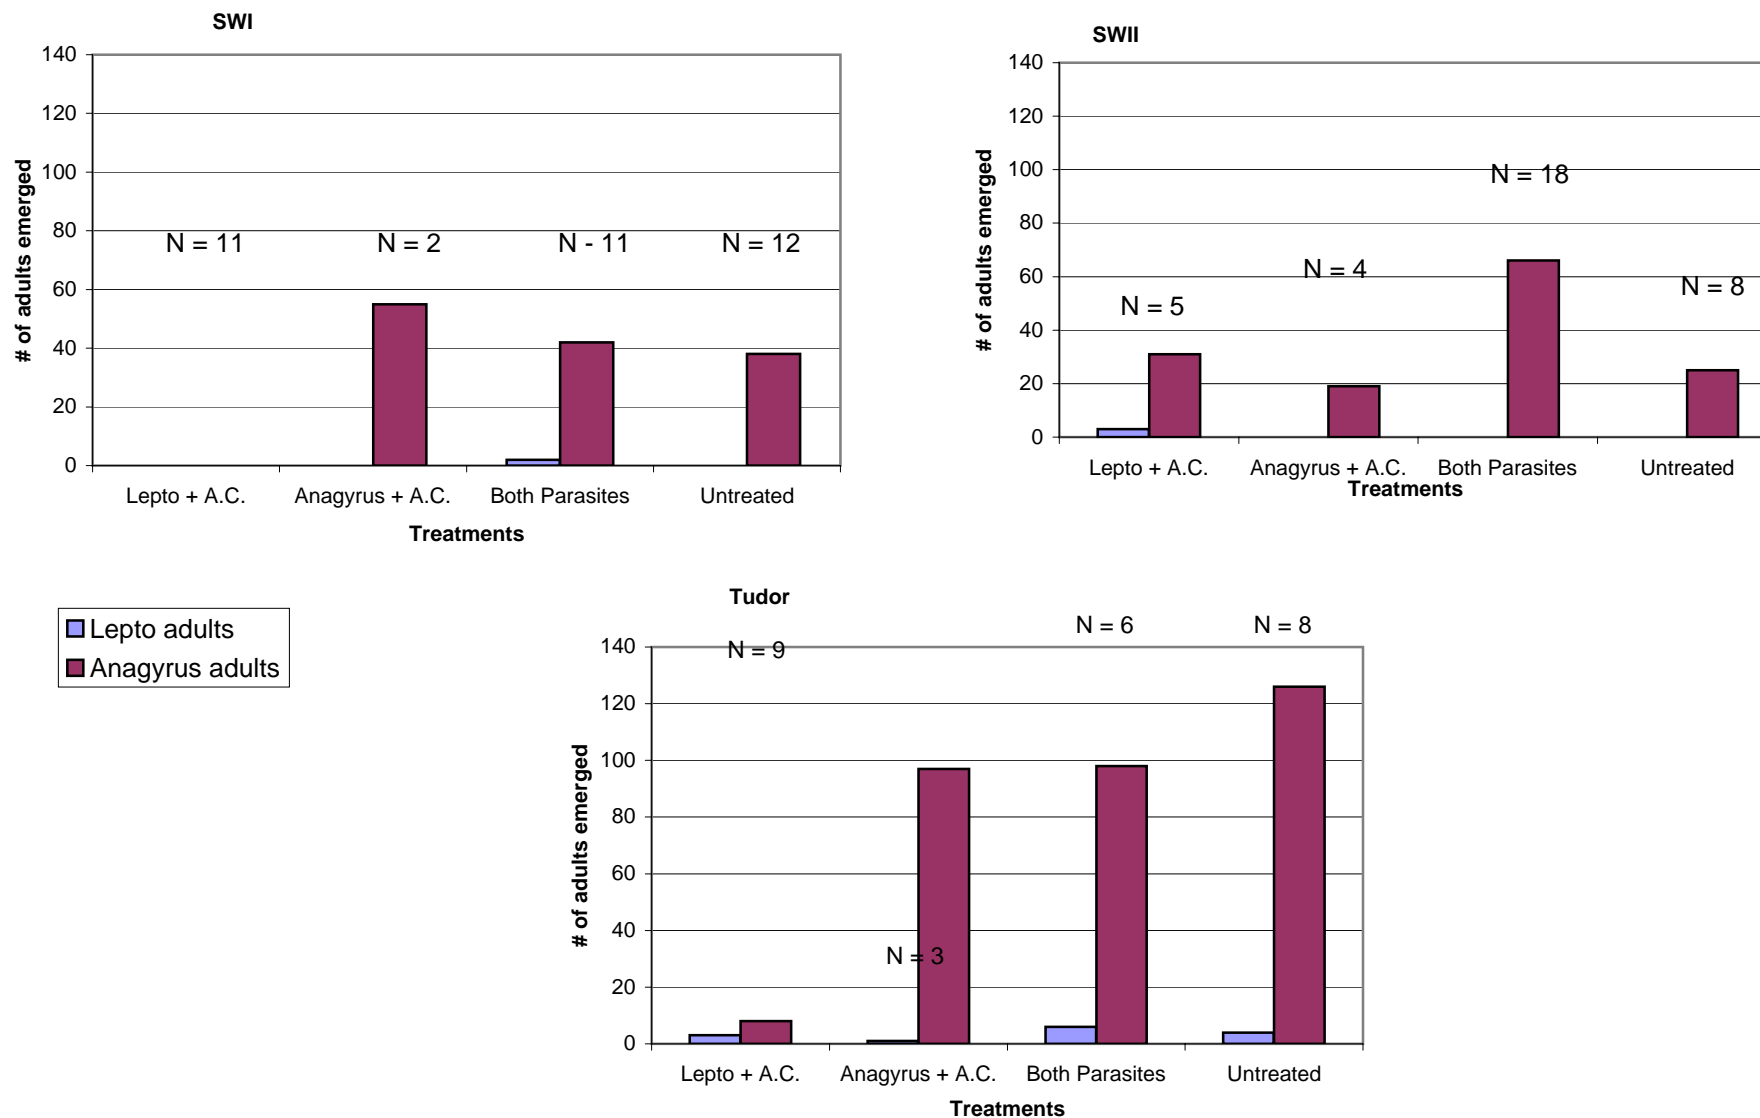 SWI
140
120
100
80
60
40
20
0
# of adults emerged
N = 11
N = 2
N - 11
N = 12
Lepto + A.C.
Anagyrus + A.C.
Both Parasites
Untreated
Treatments
SWII
140
120
100
80
60
40
20
0
# of adults emerged
N = 5
N = 4
N = 18
N = 8
Lepto + A.C.
Anagyrus + A.C.
Both Parasites
Untreated
Treatments
Lepto adults
Anagyrus adults
Tudor
140
120
100
80
60
40
20
0
# of adults emerged
N = 9
N = 3
N = 6
N = 8
Lepto + A.C.
Anagyrus + A.C.
Both Parasites
Untreated
Treatments